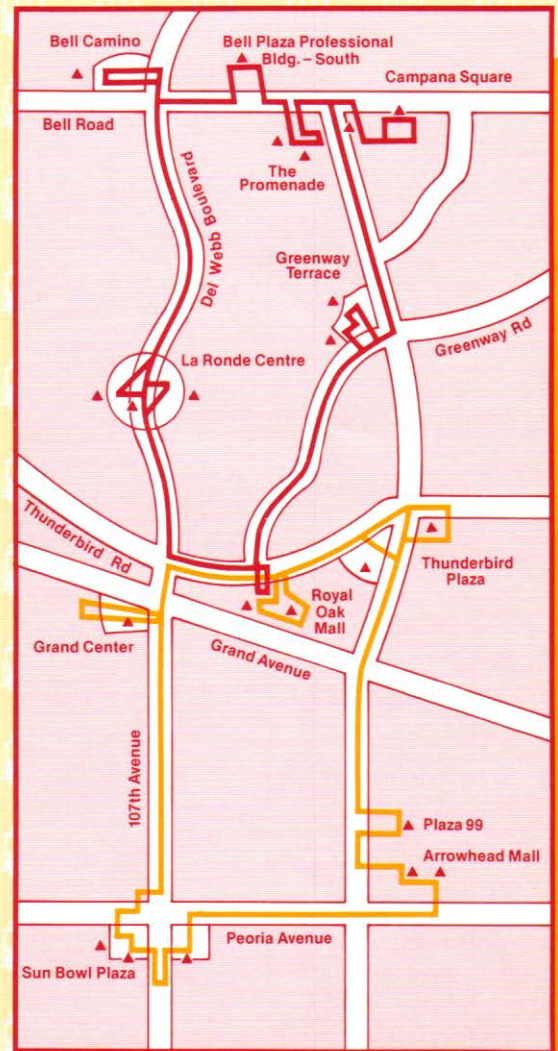 Bell Camino
Bell Plaza Professional
Bldg. – South
Campana Square
Bell Road
The
Promenade
Del Webb Boulevard
Greenway
Terrace
Greenway Rd
La Ronde Centre
Thunderbird Rd
Thunderbird
Plaza
Royal
Oak
Mall
Grand Center
Grand Avenue
107th Avenue
Plaza 99
Arrowhead Mall
Peoria Avenue
Sun Bowl Plaza